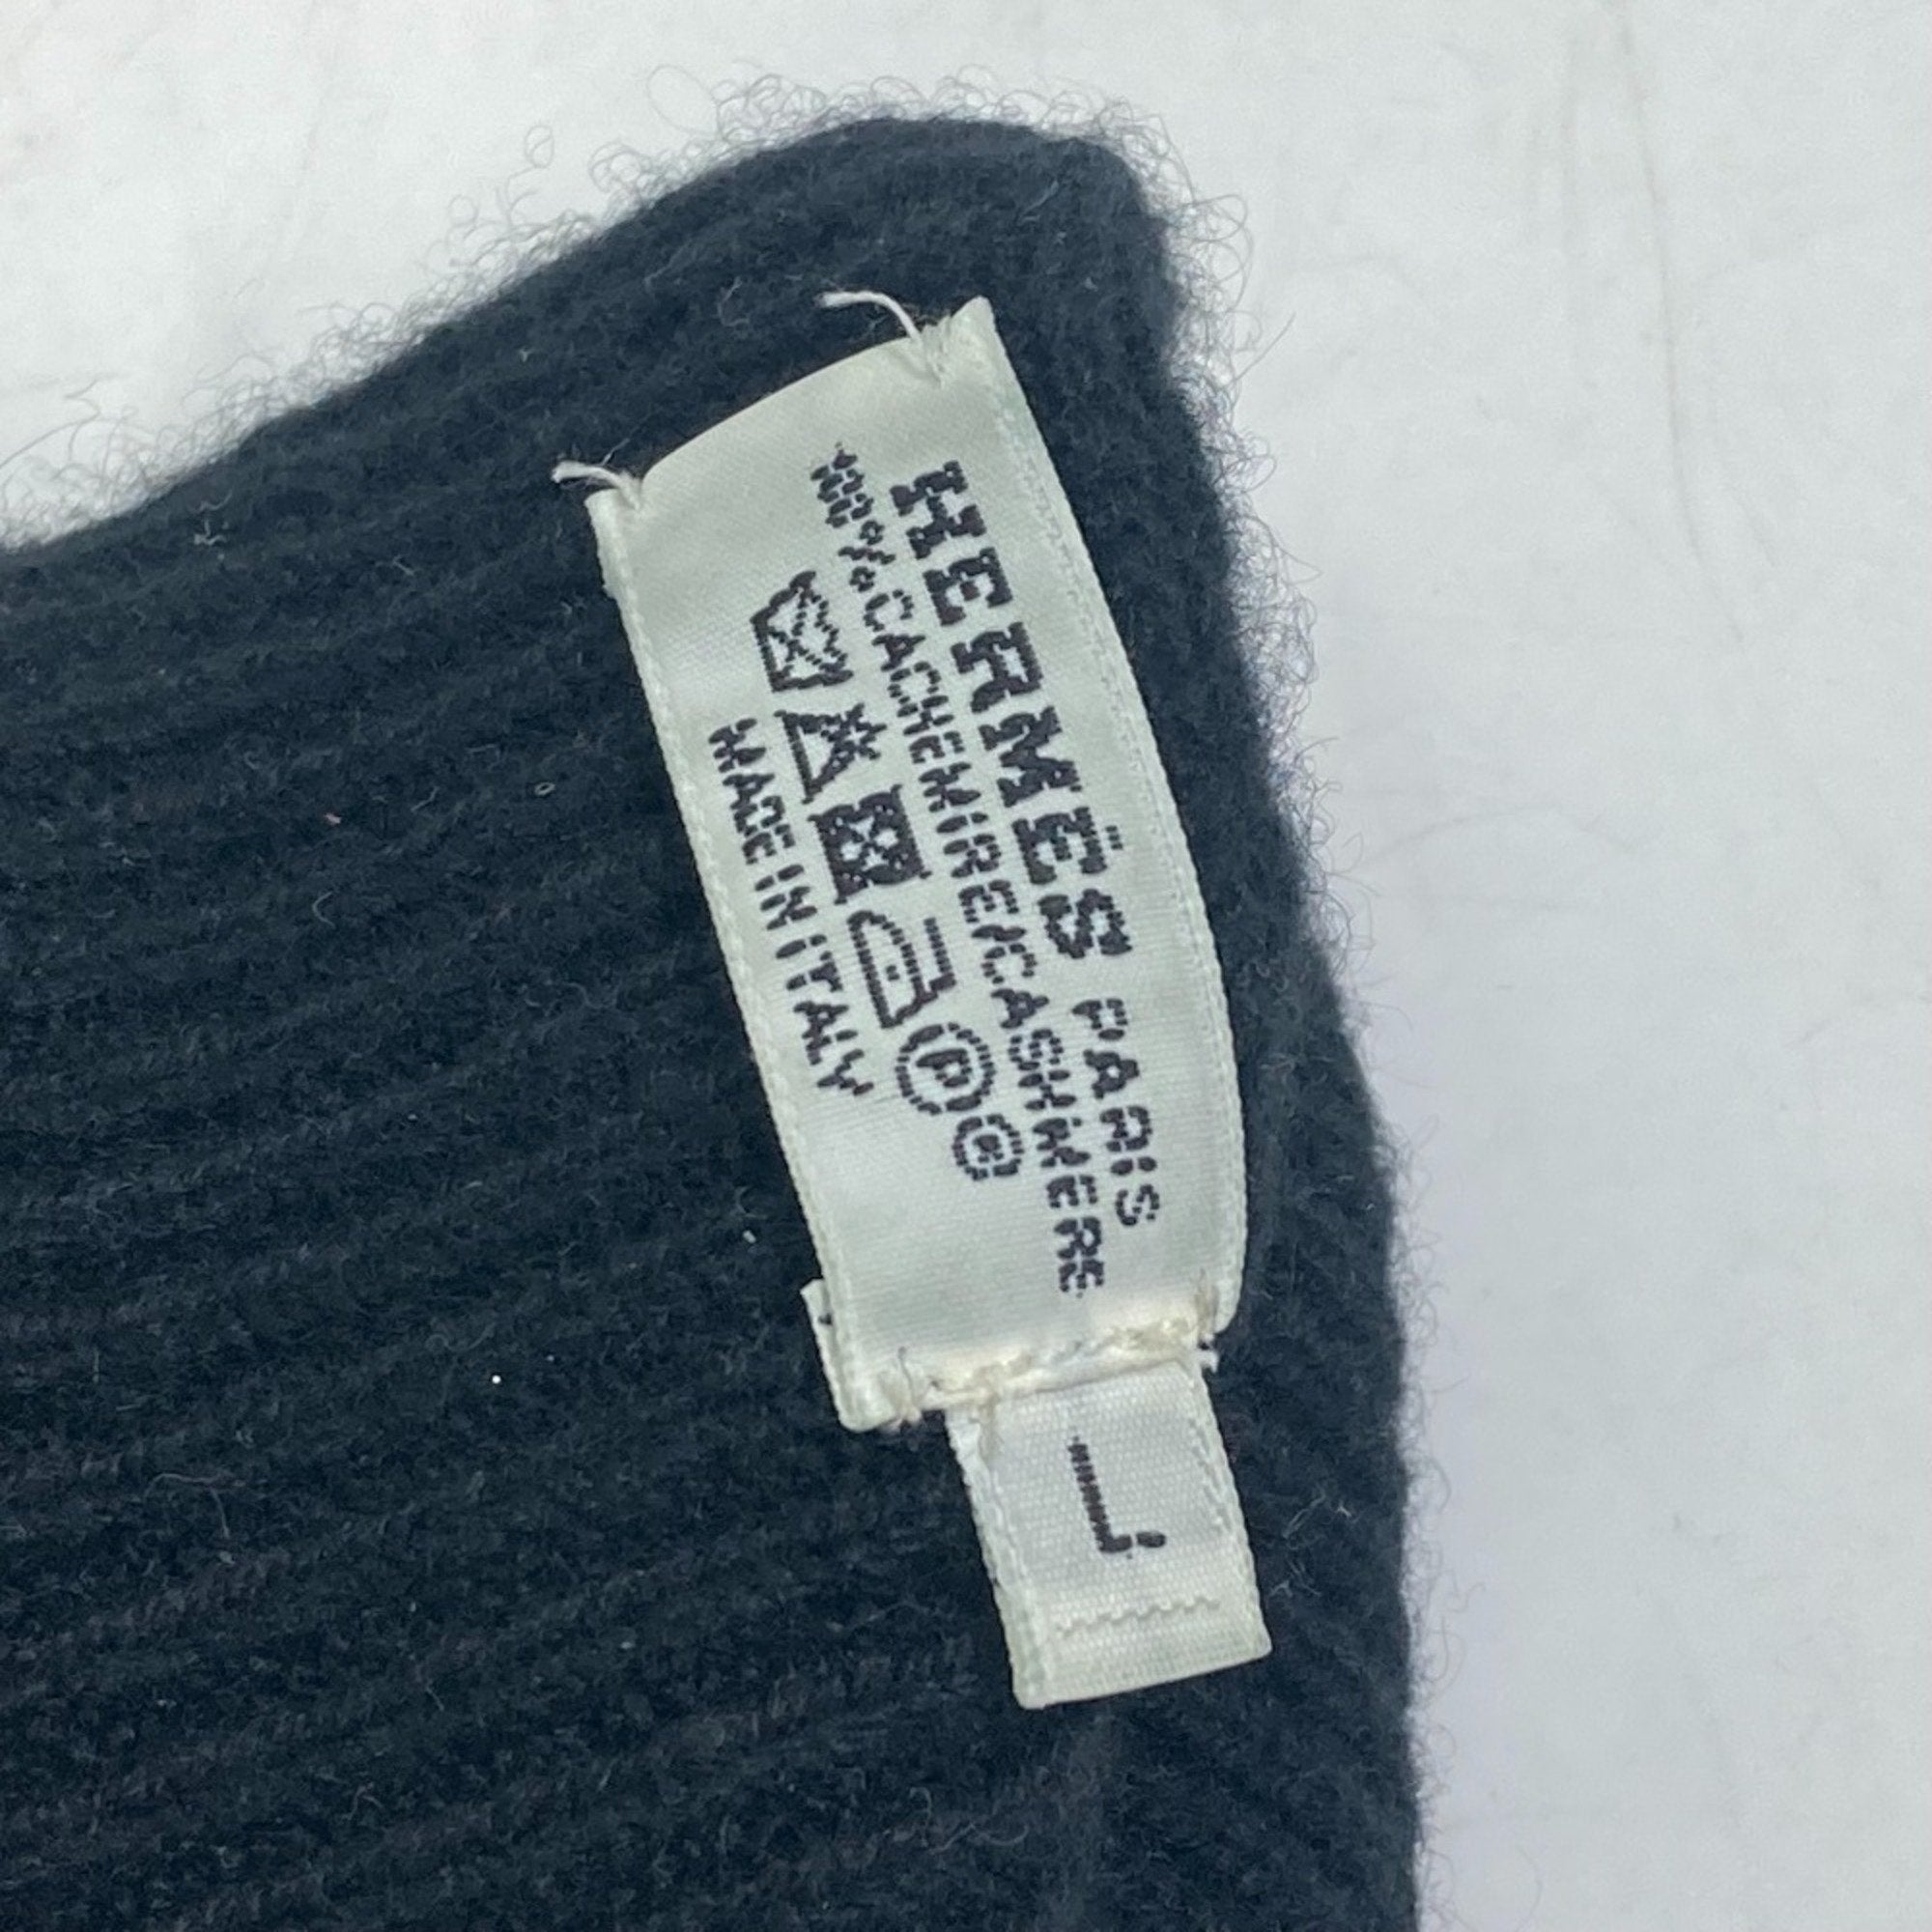 HERMÈS PARIS
100% CACHEMIRE/CASHMERE
P ©
MADE IN ITALY
L